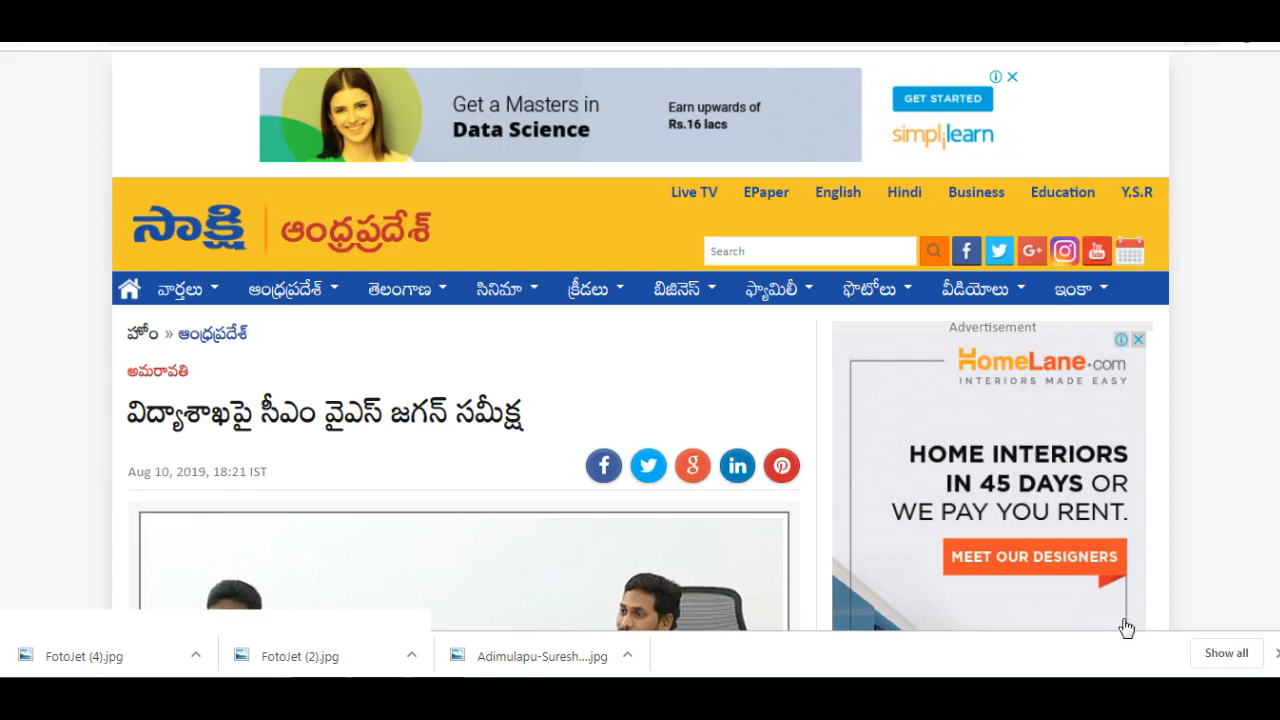 Get a Masters in
Data Science
Earn upwards of
Rs.16 lacs
GET STARTED
simplilearn
Live TV EPaper English Hindi Business Education Y.S.R
సాక్షి ఆంధ్రప్రదేశ్
Search
వార్తలు ఆంధ్రప్రదేశ్ తెలంగాణ సినిమా క్రీడలు బిజినెస్ ఫ్యామిలీ ఫొటోలు వీడియోలు ఇంకా
హోం » ఆంధ్రప్రదేశ్
Advertisement
అమరావతి
HomeLane.com
INTERIORS MADE EASY
విద్యాశాఖపై సీఎం వైఎస్‌ జగన్‌ సమీక్ష
Aug 10, 2019, 18:21 IST
HOME INTERIORS
IN 45 DAYS OR
WE PAY YOU RENT.
MEET OUR DESIGNERS
FotoJet (4).jpg FotoJet (2).jpg Adimulapu-Suresh....jpg Show all